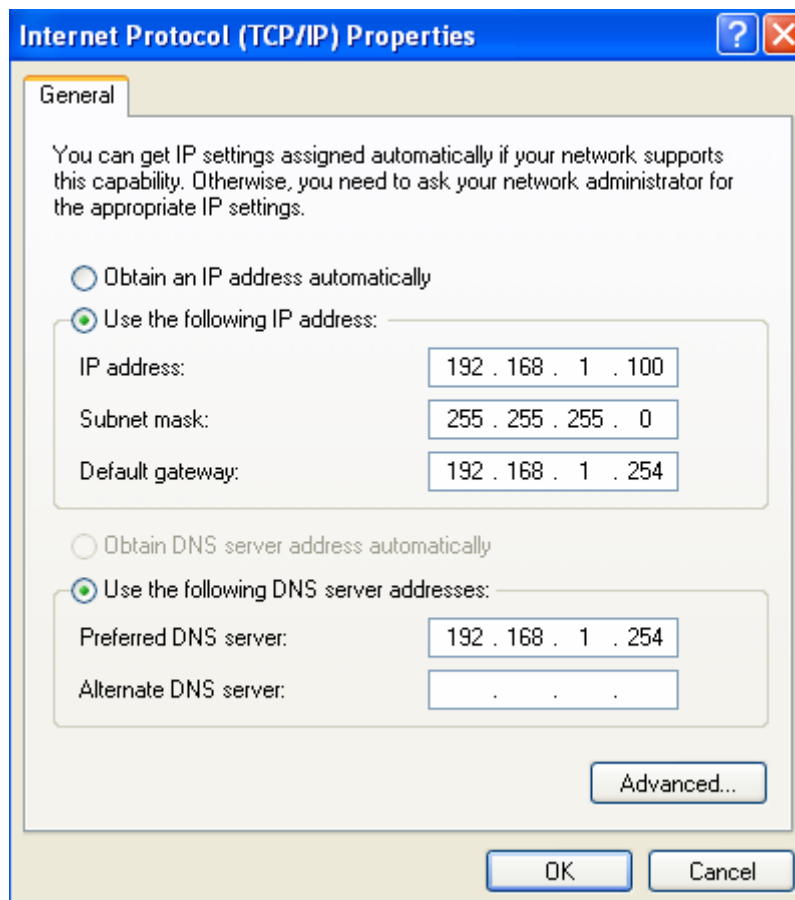 Internet Protocol (TCP/IP) Properties
General
You can get IP settings assigned automatically if your network supports
this capability. Otherwise, you need to ask your network administrator for
the appropriate IP settings.
Obtain an IP address automatically
Use the following IP address:
IP address: 192 . 168 . 1 . 100
Subnet mask: 255 . 255 . 255 . 0
Default gateway: 192 . 168 . 1 . 254
Obtain DNS server address automatically
Use the following DNS server addresses:
Preferred DNS server: 192 . 168 . 1 . 254
Alternate DNS server: . . .
Advanced...
OK Cancel